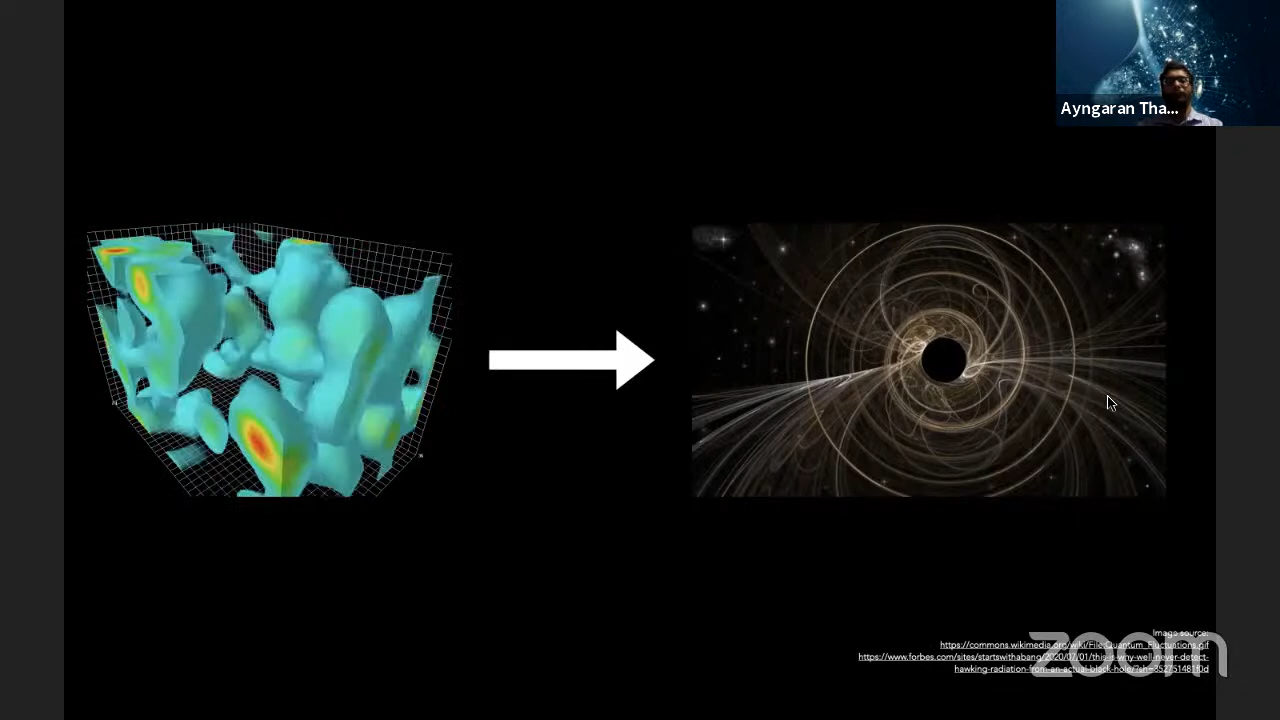 Ayngaran Tha...
Image source:
https://commons.wikimedia.org/wiki/File:Quantum_Fluctuations.gif
https://www.forbes.com/sites/startswithabang/2020/07/01/this-is-why-well-never-detect-
hawking-radiation-from-an-actual-black-hole/?sh=352751481f0d
zoom